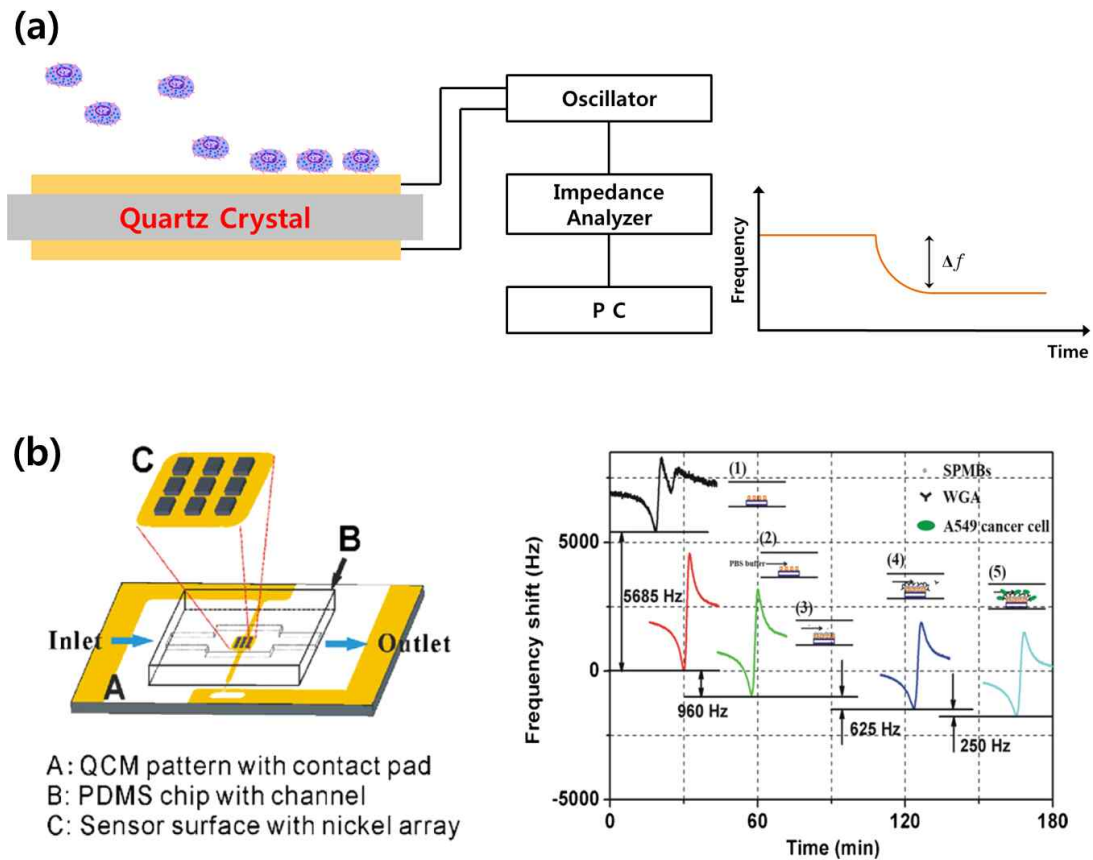 (a)
Quartz Crystal
Oscillator
Impedance
Analyzer
P C
Frequency
Δf
Time
(b)
C
B
Inlet
Outlet
A
A: QCM pattern with contact pad
B: PDMS chip with channel
C: Sensor surface with nickel array
Frequency shift (Hz)
5000
0
-5000
0
60
120
180
Time (min)
(1)
(2)
PBS buffer
(3)
(4)
(5)
SPMBs
WGA
A549 cancer cell
5685 Hz
960 Hz
625 Hz
250 Hz